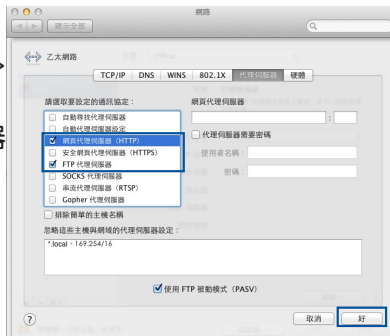 網路
顯示全部
乙太網路
TCP/IP DNS WINS 802.1X 代理伺服器 硬體
請選取要設定的通訊協定：
自動尋找代理伺服器
自動代理伺服器設定
網頁代理伺服器（HTTP）
安全網頁代理伺服器（HTTPS）
FTP 代理伺服器
SOCKS 代理伺服器
串流代理伺服器（RTSP）
Gopher 代理伺服器
網頁代理伺服器
:
代理伺服器需要密碼
使用者名稱：
密碼：
排除簡單的主機名稱
忽略這些主機與網域的代理伺服器設定：
*.local、169.254/16
使用 FTP 被動模式（PASV）
? 取消 好